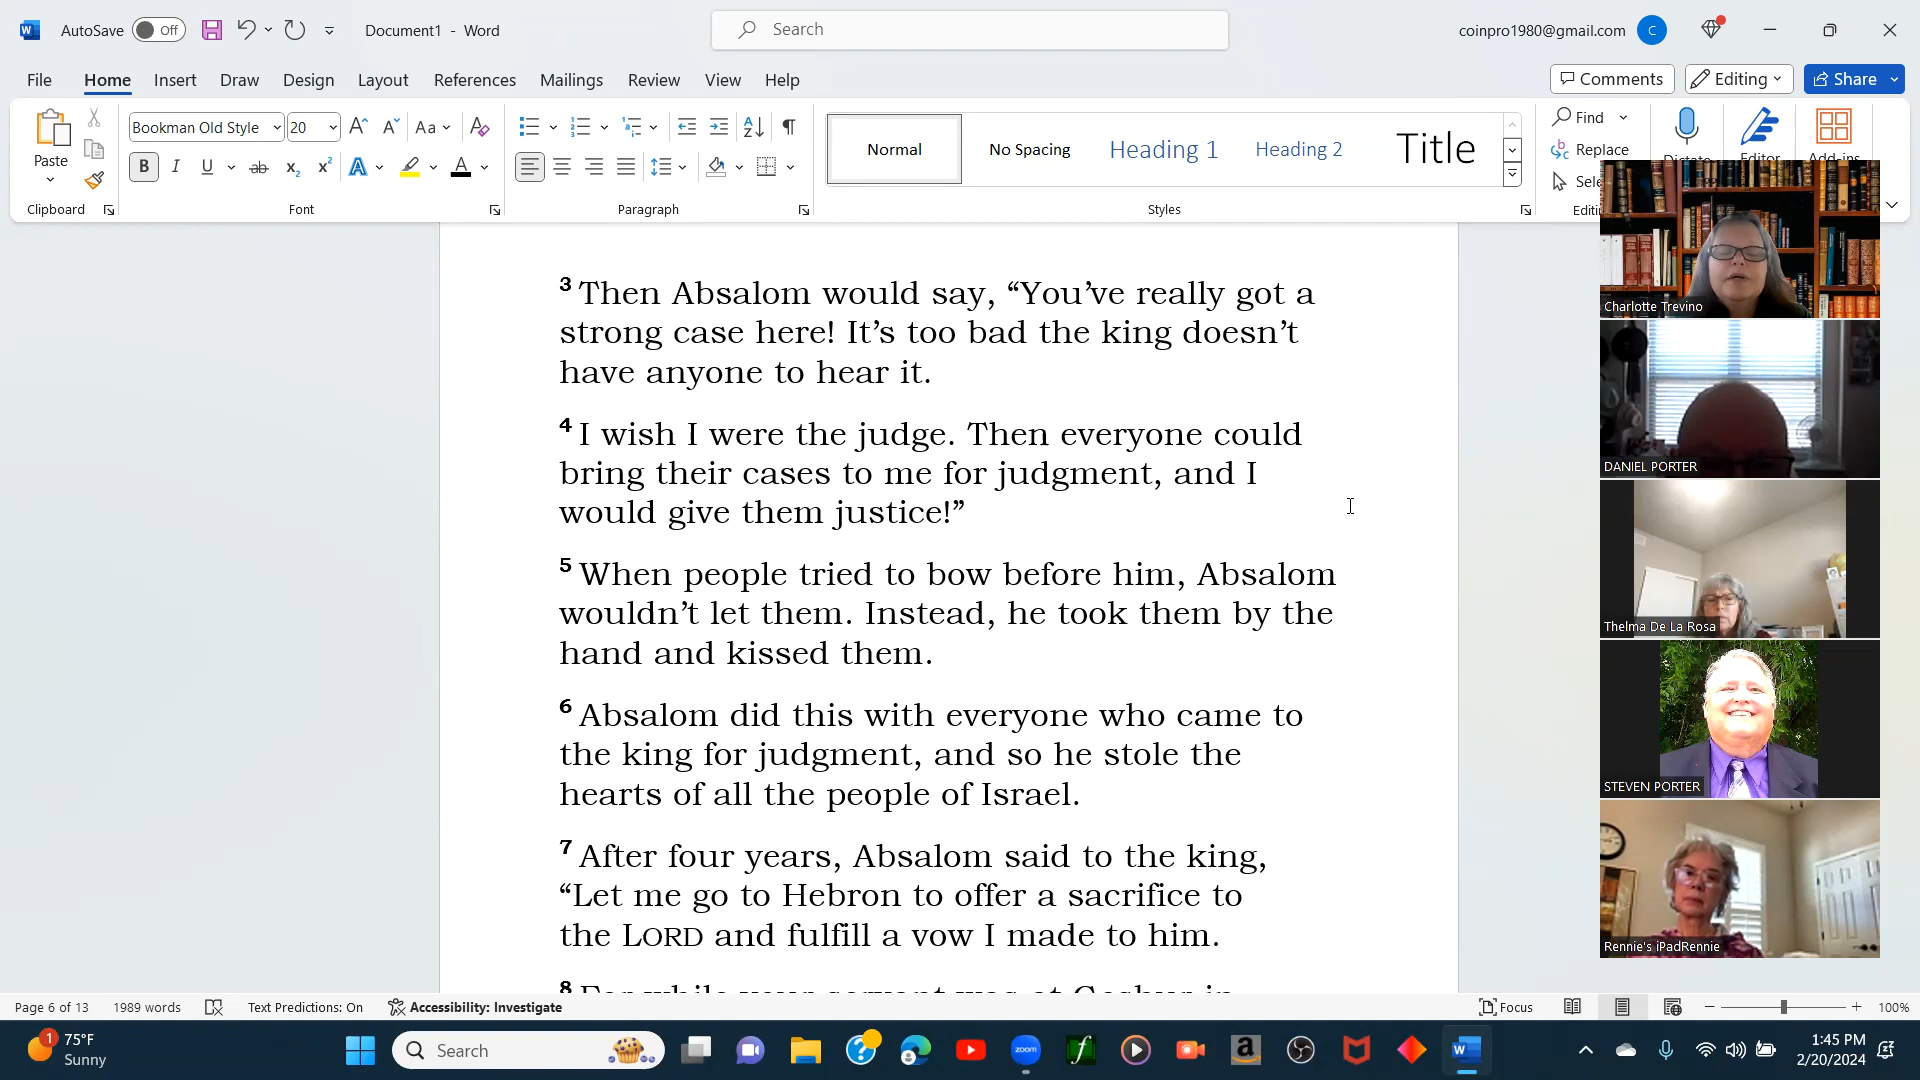 AutoSave Off Document1 - Word Search coinpro1980@gmail.com C
File Home Insert Draw Design Layout References Mailings Review View Help Comments Editing Share
Paste
Bookman Old Style 20 Aa
B I U ab x₂ x² A A
Normal No Spacing Heading 1 Heading 2 Title
Find
Replace
Clipboard Font Paragraph Styles
Charlotte Trevino
DANIEL PORTER
Thelma De La Rosa
STEVEN PORTER
Rennie's iPadRennie
3 Then Absalom would say, “You’ve really got a
strong case here! It’s too bad the king doesn’t
have anyone to hear it.
4 I wish I were the judge. Then everyone could
bring their cases to me for judgment, and I
would give them justice!”
5 When people tried to bow before him, Absalom
wouldn’t let them. Instead, he took them by the
hand and kissed them.
6 Absalom did this with everyone who came to
the king for judgment, and so he stole the
hearts of all the people of Israel.
7 After four years, Absalom said to the king,
“Let me go to Hebron to offer a sacrifice to
the LORD and fulfill a vow I made to him.
Page 6 of 13 1989 words Text Predictions: On Accessibility: Investigate Focus 100%
1 75°F
Sunny
Search
zoom
1:45 PM
2/20/2024